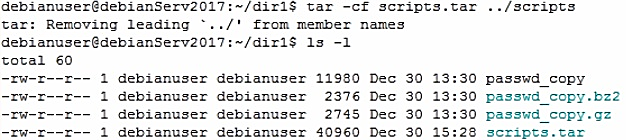 debianuser@debianServ2017:~/dir1$ tar -cf scripts.tar ../scripts
tar: Removing leading `../' from member names
debianuser@debianServ2017:~/dir1$ ls -l
total 60
-rw-r--r-- 1 debianuser debianuser 11980 Dec 30 13:30 passwd_copy
-rw-r--r-- 1 debianuser debianuser  2376 Dec 30 13:30 passwd_copy.bz2
-rw-r--r-- 1 debianuser debianuser  2745 Dec 30 13:30 passwd_copy.gz
-rw-r--r-- 1 debianuser debianuser 40960 Dec 30 15:28 scripts.tar